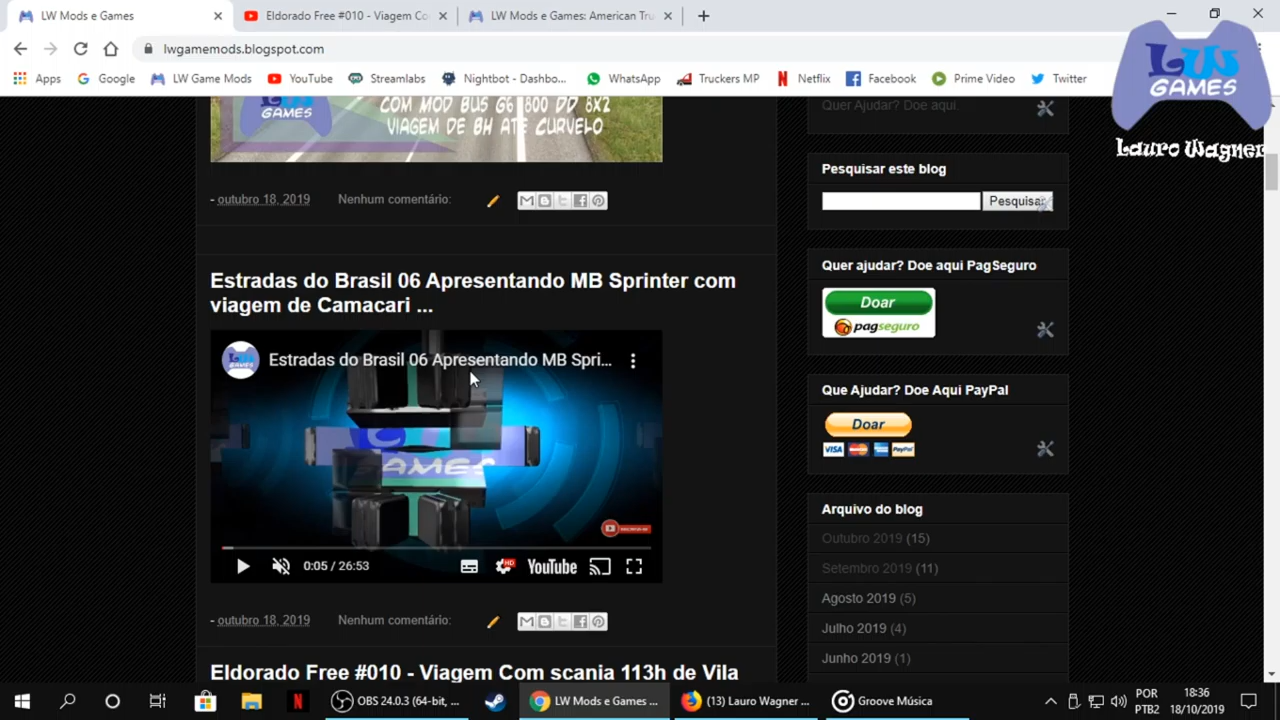 LW Mods e Games
Eldorado Free #010 - Viagem Co
LW Mods e Games: American Tru
lwgamemods.blogspot.com
Apps
Google
LW Game Mods
YouTube
Streamlabs
Nightbot - Dashbo...
WhatsApp
Truckers MP
Netflix
Facebook
Prime Video
Twitter
LW
GAMES
Lauro Wagner
GAMES
COM MOD BUS G6 1800 DD 8X2
VIAGEM DE BH ATE CURVELO
- outubro 18, 2019 Nenhum comentário:
Estradas do Brasil 06 Apresentando MB Sprinter com
viagem de Camacari ...
Estradas do Brasil 06 Apresentando MB Spri...
GAMES
0:05 / 26:53
HD
YouTube
- outubro 18, 2019 Nenhum comentário:
Eldorado Free #010 - Viagem Com scania 113h de Vila
Quer Ajudar? Doe aqui
Pesquisar este blog
Pesquisar
Quer ajudar? Doe aqui PagSeguro
Doar
pagseguro
Que Ajudar? Doe Aqui PayPal
Doar
VISA
PayPal
Arquivo do blog
Outubro 2019 (15)
Setembro 2019 (11)
Agosto 2019 (5)
Julho 2019 (4)
Junho 2019 (1)
OBS 24.0.3 (64-bit, ...
LW Mods e Games ...
(13) Lauro Wagner ...
Groove Música
POR
PTB2
18:36
18/10/2019